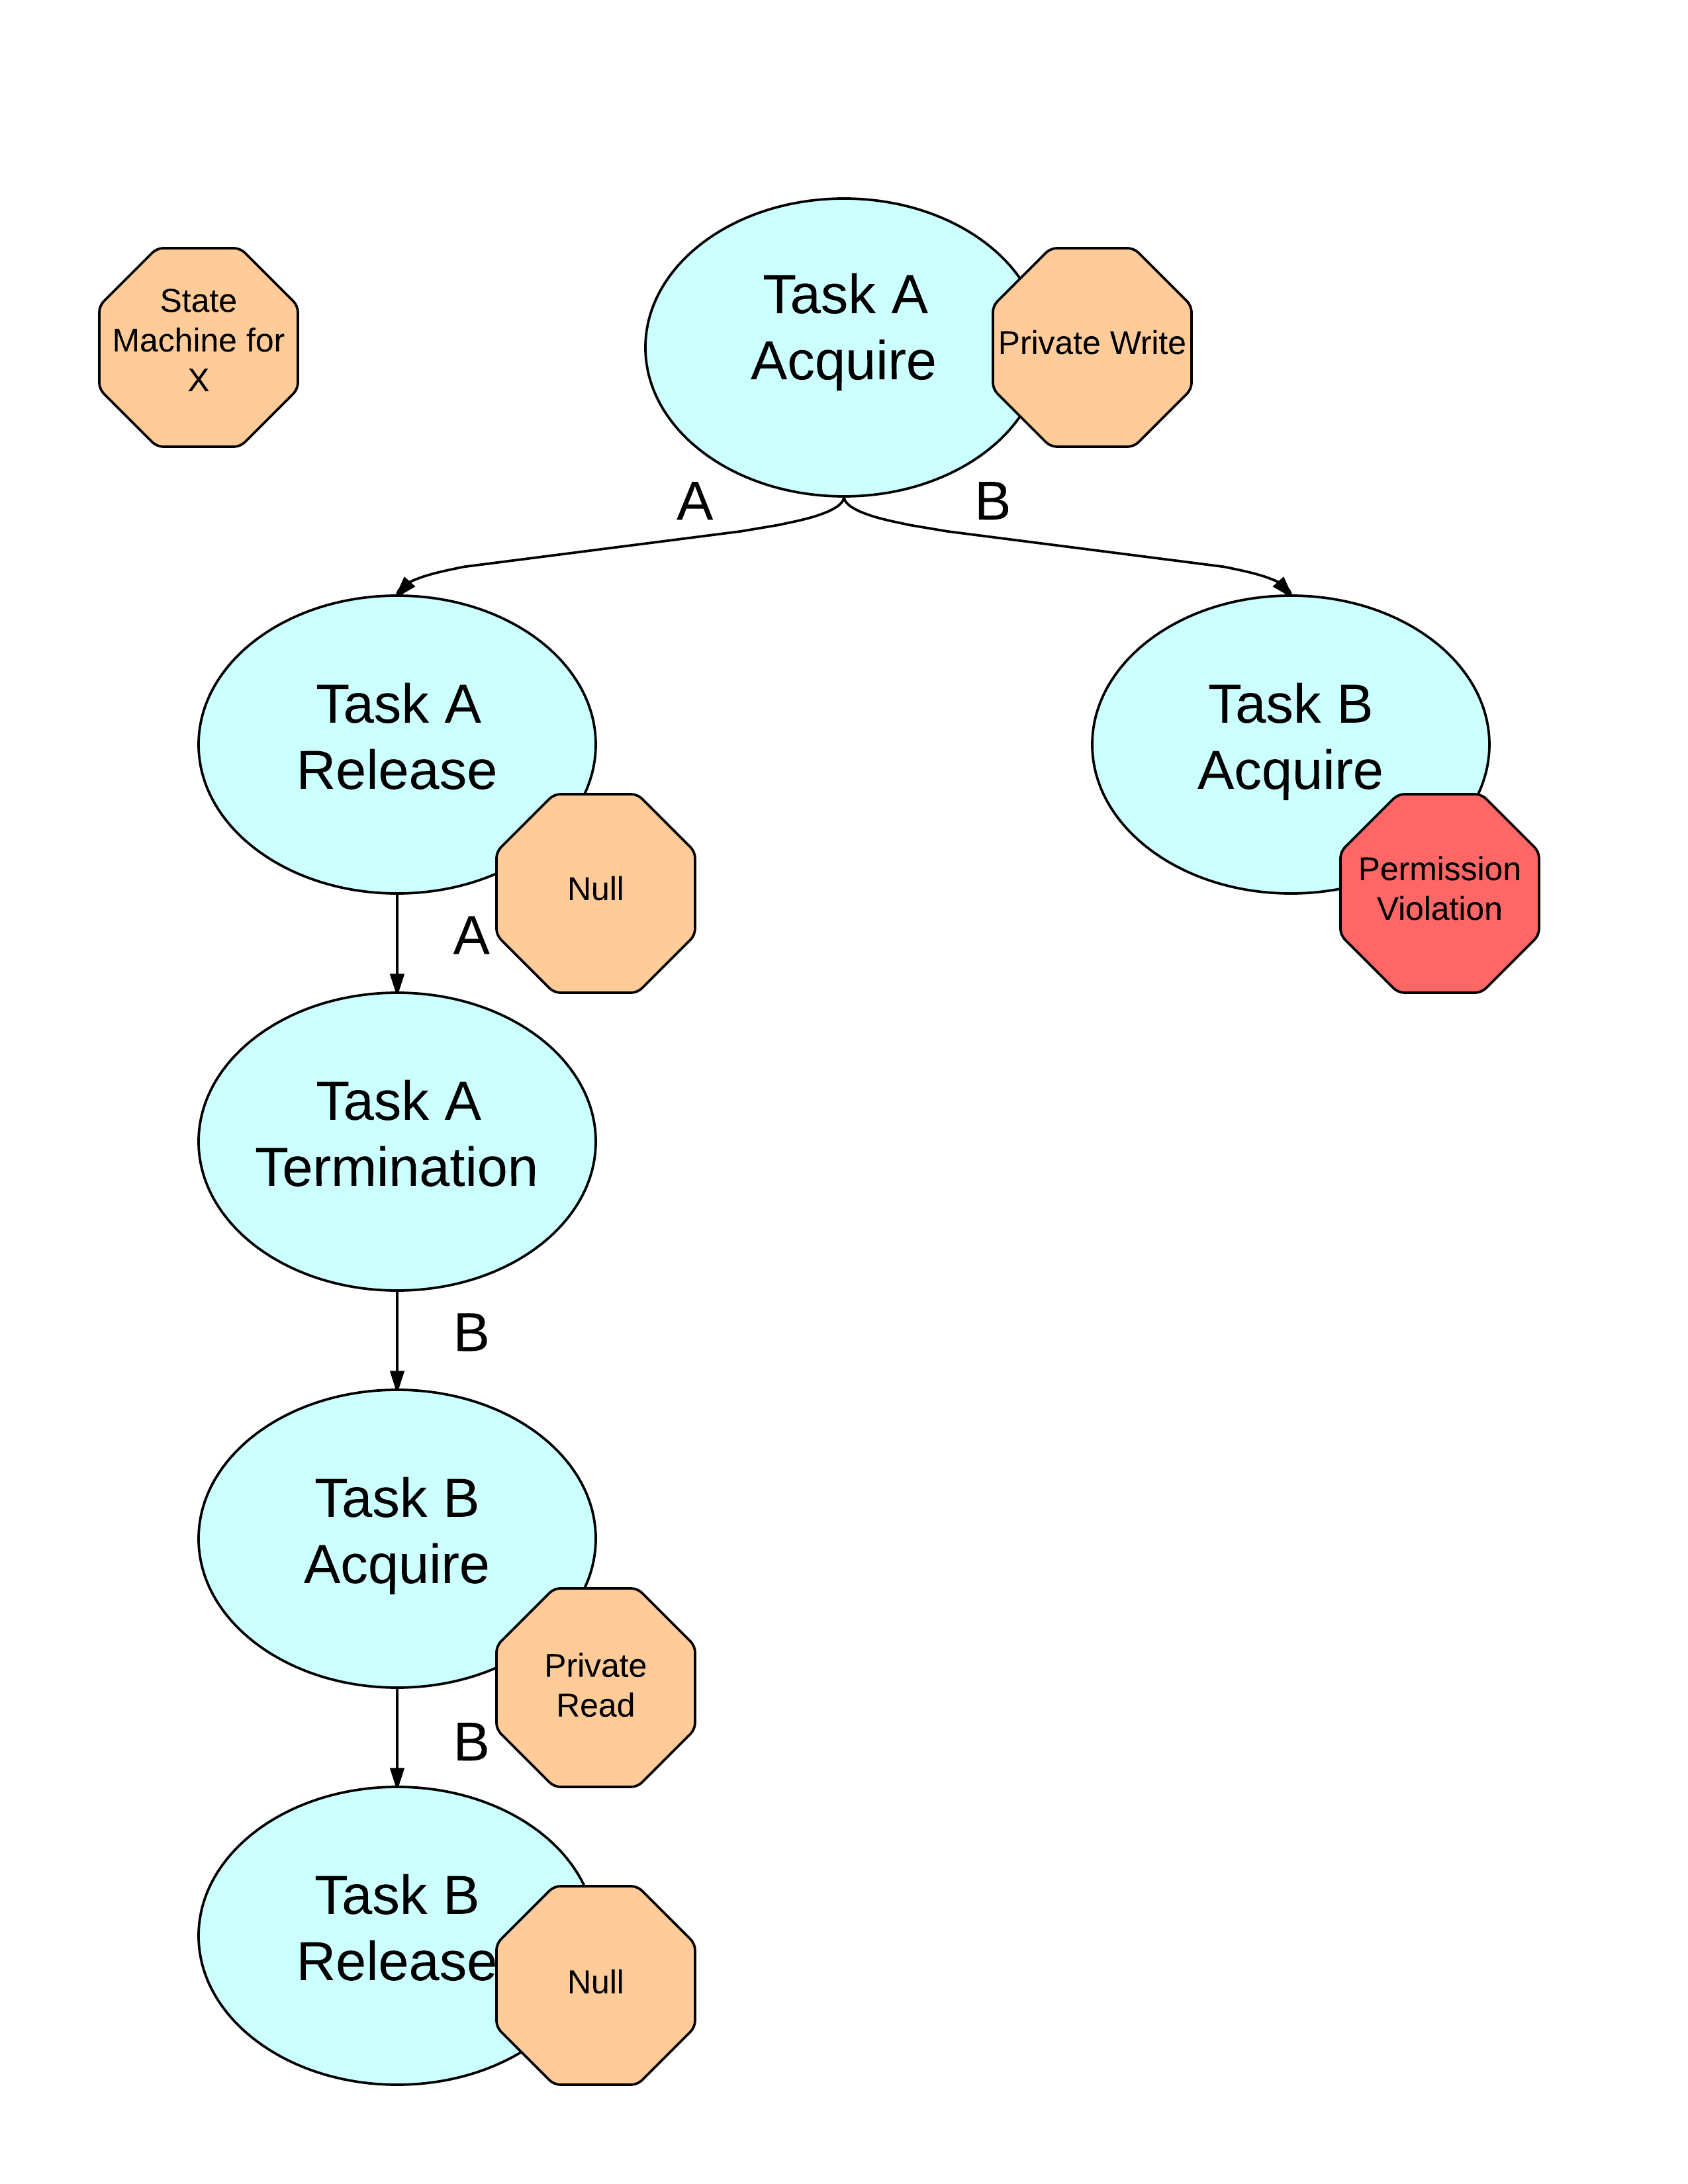 State
Machine for
X
Task A
Acquire
Private Write
A
B
Task A
Release
Null
Task B
Acquire
Permission
Violation
A
Task A
Termination
B
Task B
Acquire
Private
Read
B
Task B
Release
Null